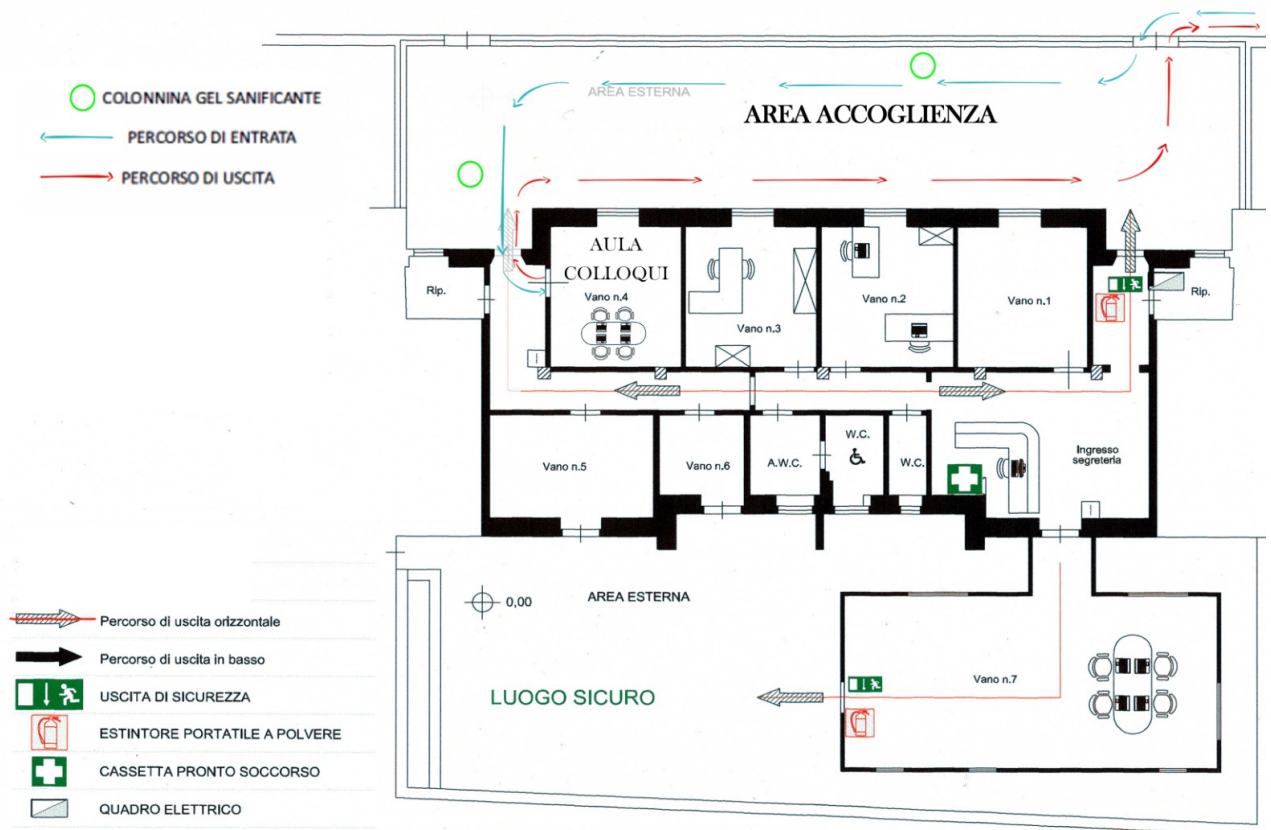 COLONNINA GEL SANIFICANTE
PERCORSO DI ENTRATA
PERCORSO DI USCITA
AREA ESTERNA
AREA ACCOGLIENZA
AULA
COLLOQUI
Rip.
Vano n.4
Vano n.3
Vano n.2
Vano n.1
Rip.
Vano n.5
Vano n.6
A.W.C.
W.C.
W.C.
Ingresso
segreteria
0,00
AREA ESTERNA
LUOGO SICURO
Vano n.7
Percorso di uscita orizzontale
Percorso di uscita in basso
USCITA DI SICUREZZA
ESTINTORE PORTATILE A POLVERE
CASSETTA PRONTO SOCCORSO
QUADRO ELETTRICO